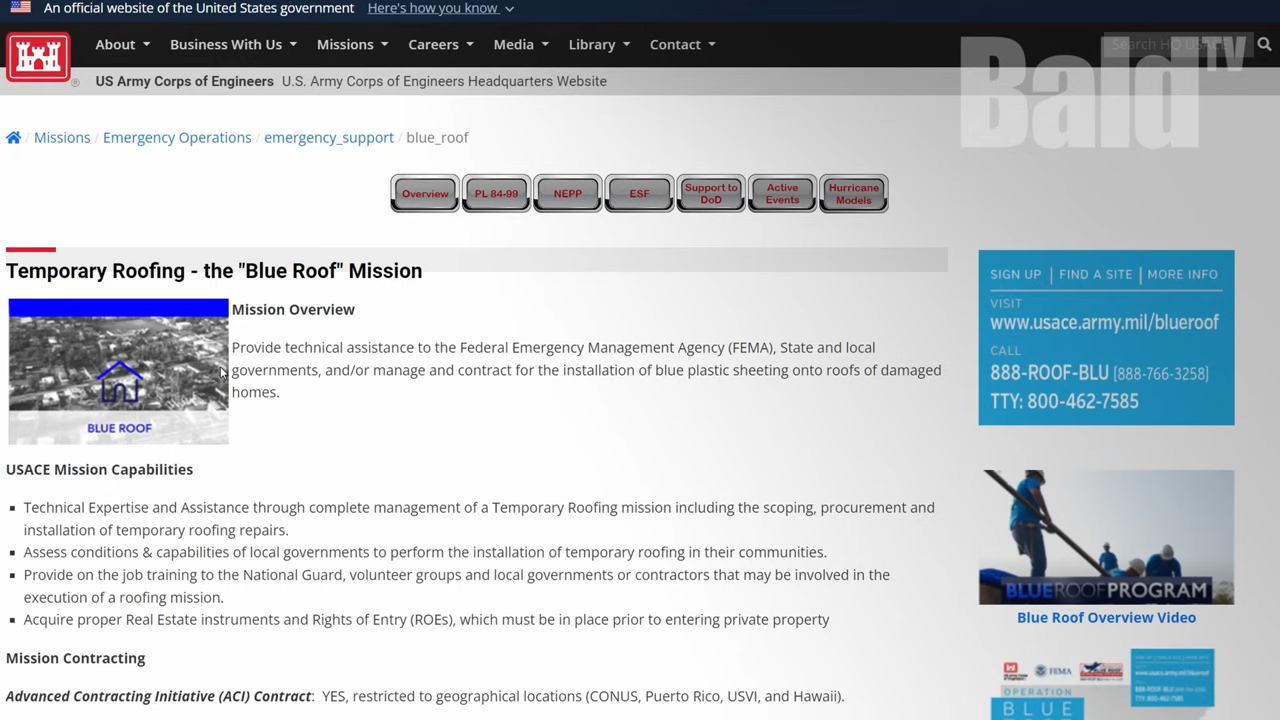 An official website of the United States government Here's how you know
About Business With Us Missions Careers Media Library Contact Search HQ USACE
US Army Corps of Engineers U.S. Army Corps of Engineers Headquarters Website
BaldTV
Missions / Emergency Operations / emergency_support / blue_roof
Overview PL 84-99 NEPP ESF Support to DoD Active Events Hurricane Models
Temporary Roofing - the "Blue Roof" Mission
BLUE ROOF
Mission Overview
Provide technical assistance to the Federal Emergency Management Agency (FEMA), State and local
governments, and/or manage and contract for the installation of blue plastic sheeting onto roofs of damaged
homes.
USACE Mission Capabilities
▪ Technical Expertise and Assistance through complete management of a Temporary Roofing mission including the scoping, procurement and
installation of temporary roofing repairs.
▪ Assess conditions & capabilities of local governments to perform the installation of temporary roofing in their communities.
▪ Provide on the job training to the National Guard, volunteer groups and local governments or contractors that may be involved in the
execution of a roofing mission.
▪ Acquire proper Real Estate instruments and Rights of Entry (ROEs), which must be in place prior to entering private property
Mission Contracting
Advanced Contracting Initiative (ACI) Contract: YES, restricted to geographical locations (CONUS, Puerto Rico, USVI, and Hawaii).
SIGN UP | FIND A SITE | MORE INFO
VISIT
www.usace.army.mil/blueroof
CALL
888-ROOF-BLU (888-766-3258)
TTY: 800-462-7585
BLUEROOFPROGRAM
Blue Roof Overview Video
FEMA
OPERATION
BLUE